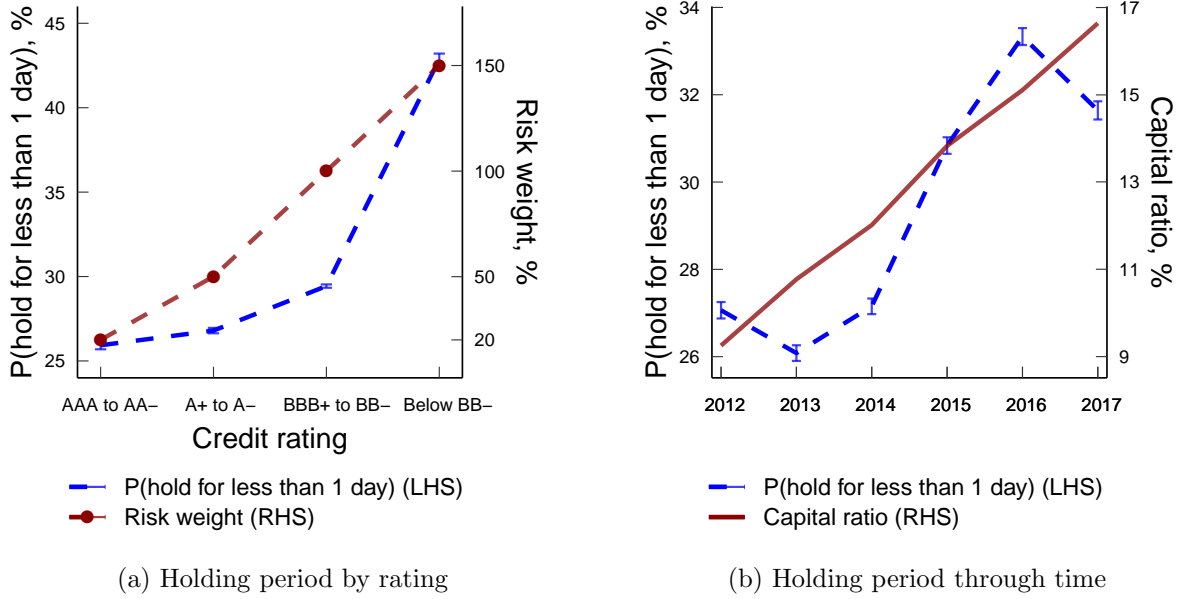 P(hold for less than 1 day), %
45
40
35
30
25
150
100
50
20
Risk weight, %
AAA to AA−
A+ to A−
BBB+ to BB−
Below BB−
Credit rating
P(hold for less than 1 day) (LHS)
Risk weight (RHS)
(a) Holding period by rating
P(hold for less than 1 day), %
34
32
30
28
26
17
15
13
11
9
Capital ratio, %
2012
2013
2014
2015
2016
2017
P(hold for less than 1 day) (LHS)
Capital ratio (RHS)
(b) Holding period through time